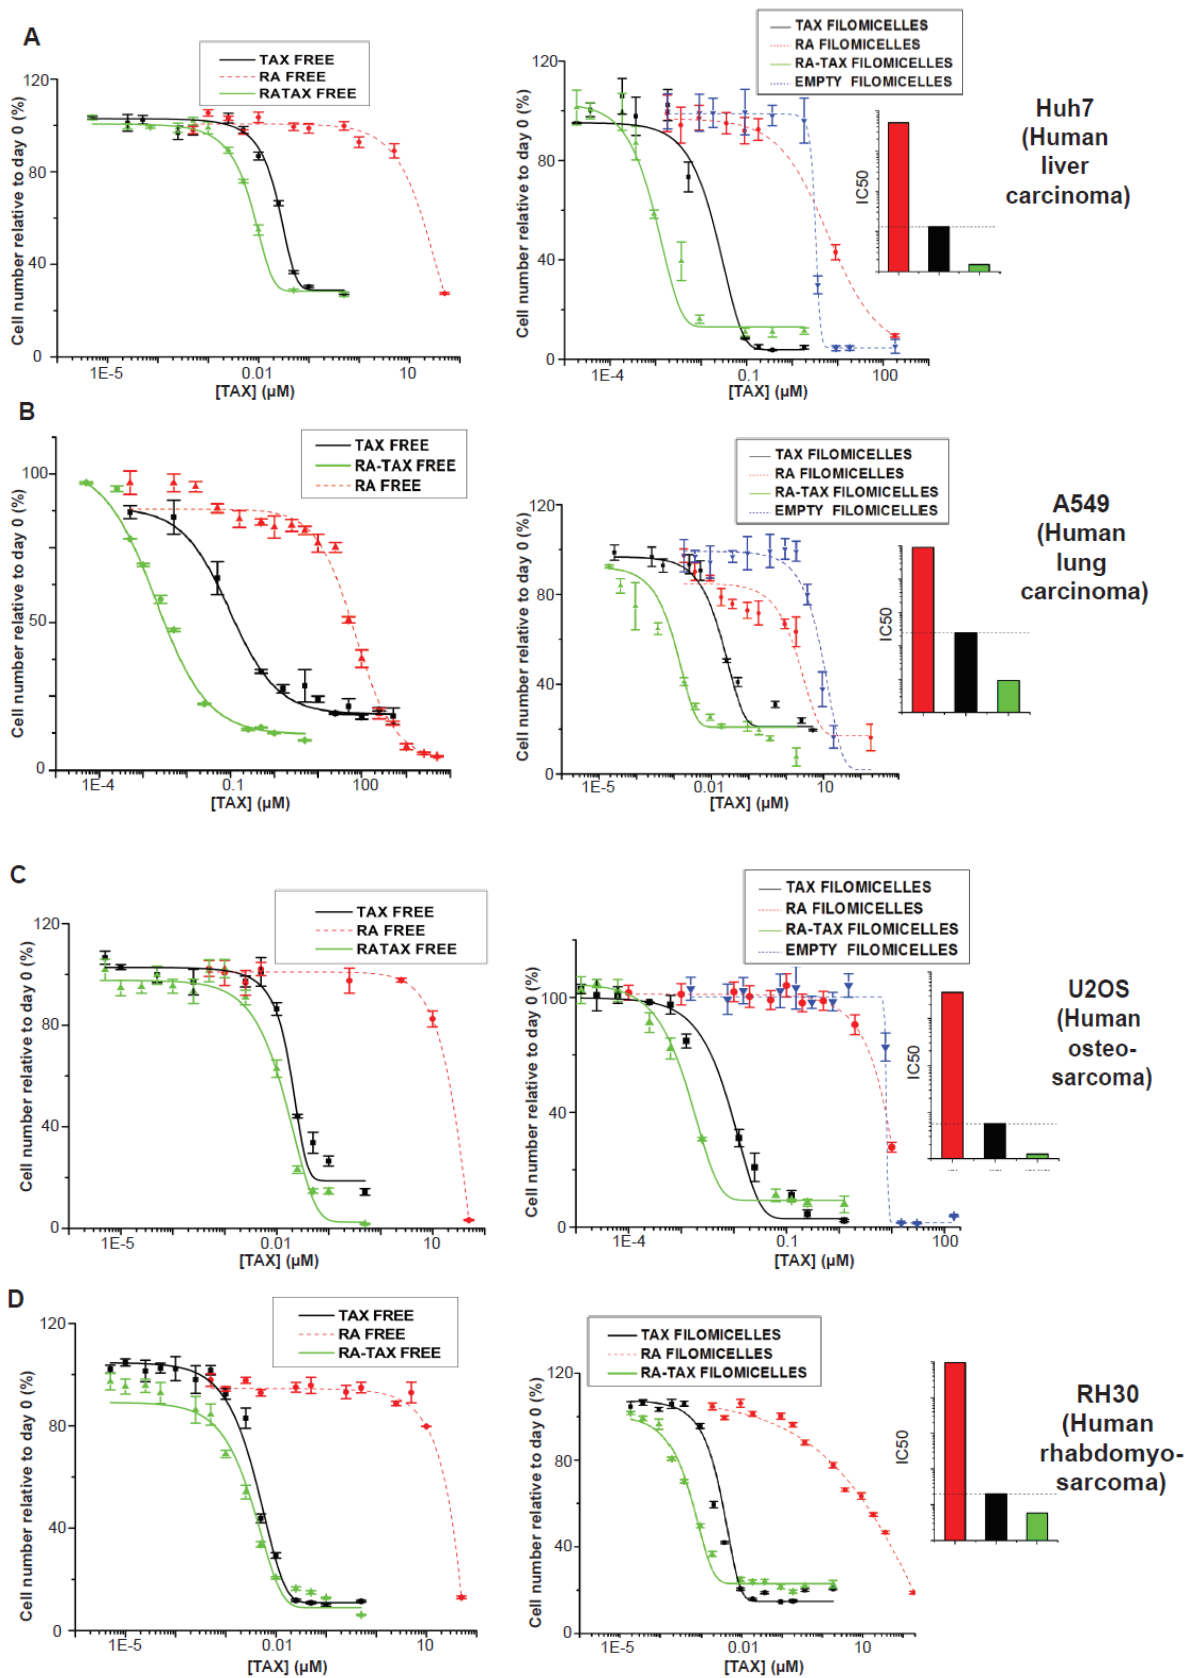 A
TAX FREE
RA FREE
RATAX FREE
Cell number relative to day 0 (%)
120
80
40
0
1E-5
0.01
10
[TAX] (µM)
TAX FILOMICELLES
RA FILOMICELLES
RA-TAX FILOMICELLES
EMPTY FILOMICELLES
Cell number relative to day 0 (%)
120
80
40
0
1E-4
0.1
100
[TAX] (µM)
IC50
Huh7
(Human
liver
carcinoma)
B
TAX FREE
RA-TAX FREE
RA FREE
Cell number relative to day 0 (%)
100
50
0
1E-4
0.1
100
[TAX] (µM)
TAX FILOMICELLES
RA FILOMICELLES
RA-TAX FILOMICELLES
EMPTY FILOMICELLES
Cell number relative to day 0 (%)
120
80
40
0
1E-5
0.01
10
[TAX] (µM)
IC50
A549
(Human
lung
carcinoma)
C
TAX FREE
RA FREE
RATAX FREE
Cell number relative to day 0 (%)
120
80
40
0
1E-5
0.01
10
[TAX] (µM)
TAX FILOMICELLES
RA FILOMICELLES
RA-TAX FILOMICELLES
EMPTY FILOMICELLES
Cell number relative to day 0 (%)
100
50
0
1E-4
0.1
100
[TAX] (µM)
IC50
U2OS
(Human
osteo-
sarcoma)
D
TAX FREE
RA FREE
RA-TAX FREE
Cell number relative to day 0 (%)
120
80
40
0
1E-5
0.01
10
[TAX] (µM)
TAX FILOMICELLES
RA FILOMICELLES
RA-TAX FILOMICELLES
Cell number relative to day 0 (%)
120
80
40
0
1E-5
0.01
10
[TAX] (µM)
IC50
RH30
(Human
rhabdomyo-
sarcoma)